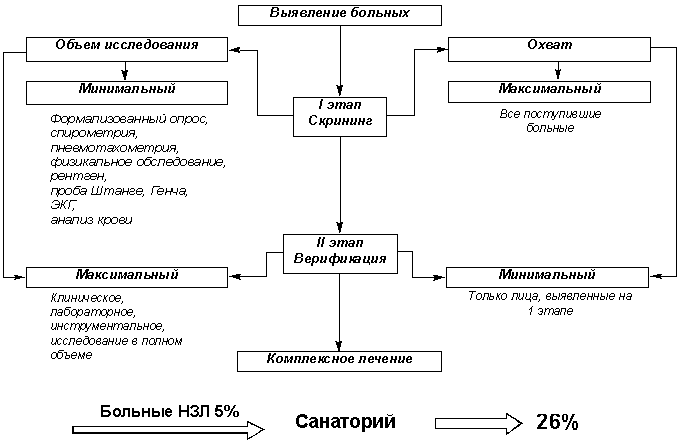 Выявление больных
Объем исследования
Охват
Минимальный
Максимальный
I этап
Скрининг
Формализованный опрос,
спирометрия,
пневмотахометрия,
физикальное обследование,
рентген,
проба Штанге, Генча,
ЭКГ,
анализ крови
Все поступившие
больные
II этап
Верификация
Максимальный
Минимальный
Клиническое,
лабораторное,
инструментальное,
исследование в полном
объеме
Только лица, выявленные на
1 этапе
Комплексное лечение
Больные НЗЛ 5%
Санаторий
26%